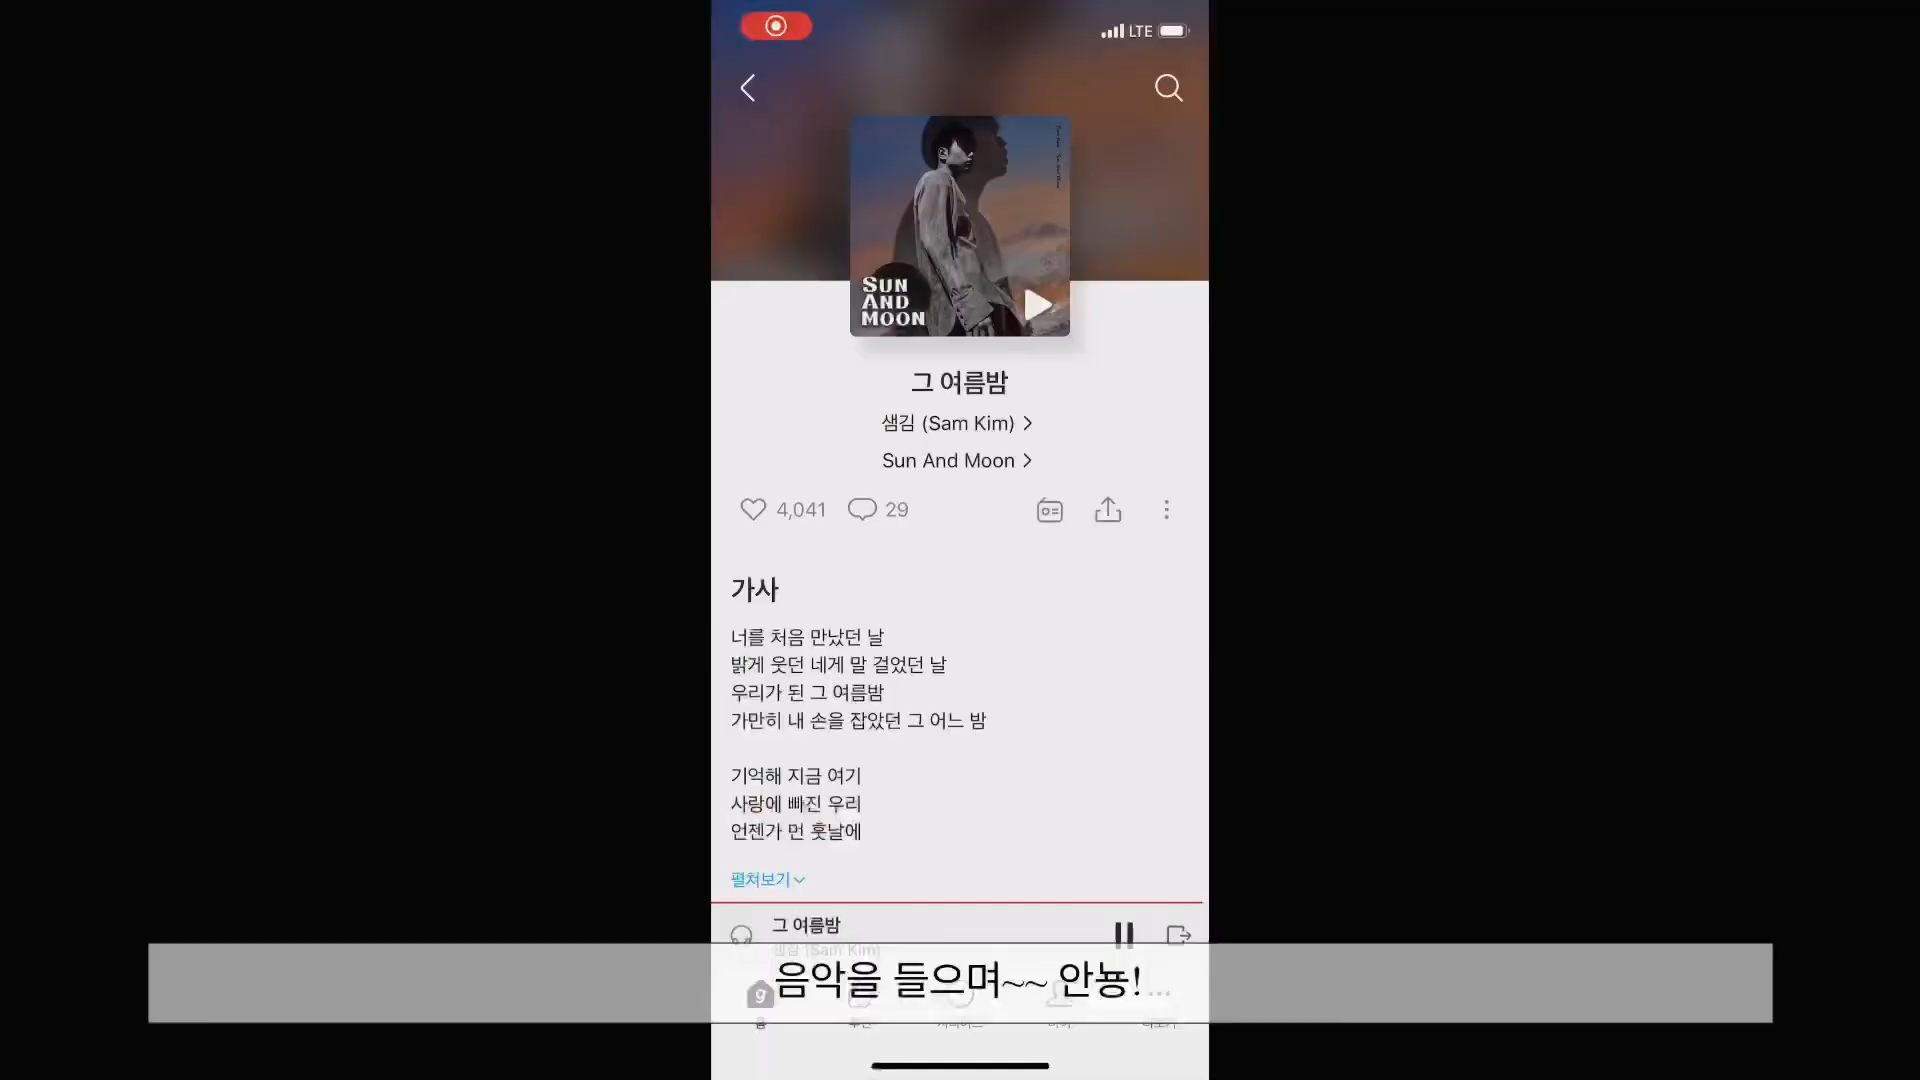 LTE
SUN
AND
MOON
그 여름밤
샘김 (Sam Kim)
Sun And Moon
4,041 29
가사
너를 처음 만났던 날
밝게 웃던 네게 말 걸었던 날
우리가 된 그 여름밤
가만히 내 손을 잡았던 그 어느 밤
기억해 지금 여기
사랑에 빠진 우리
언젠가 먼 훗날에
펼쳐보기
그 여름밤
샘김 (Sam Kim)
음악을 들으며~~ 안뇽!
g
홈